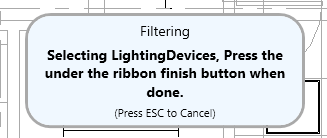 Filtering
Selecting LightingDevices, Press the
under the ribbon finish button when
done.
(Press ESC to Cancel)